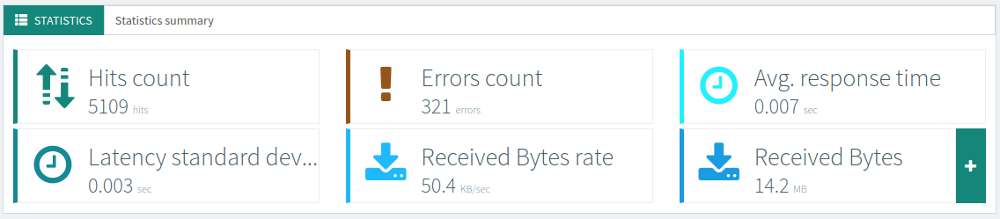 STATISTICS Statistics summary
Hits count
5109 hits
Errors count
321 errors
Avg. response time
0.007 sec
Latency standard dev...
0.003 sec
Received Bytes rate
50.4 KB/sec
Received Bytes
14.2 MB